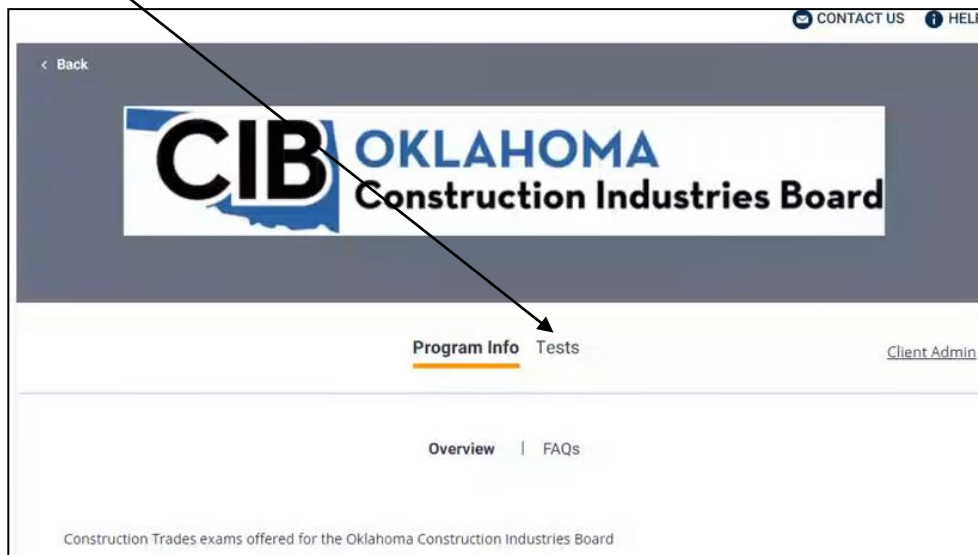 CONTACT US HELP
< Back
CIB OKLAHOMA
Construction Industries Board
Program Info Tests
Client Admin
Overview | FAQs
Construction Trades exams offered for the Oklahoma Construction Industries Board